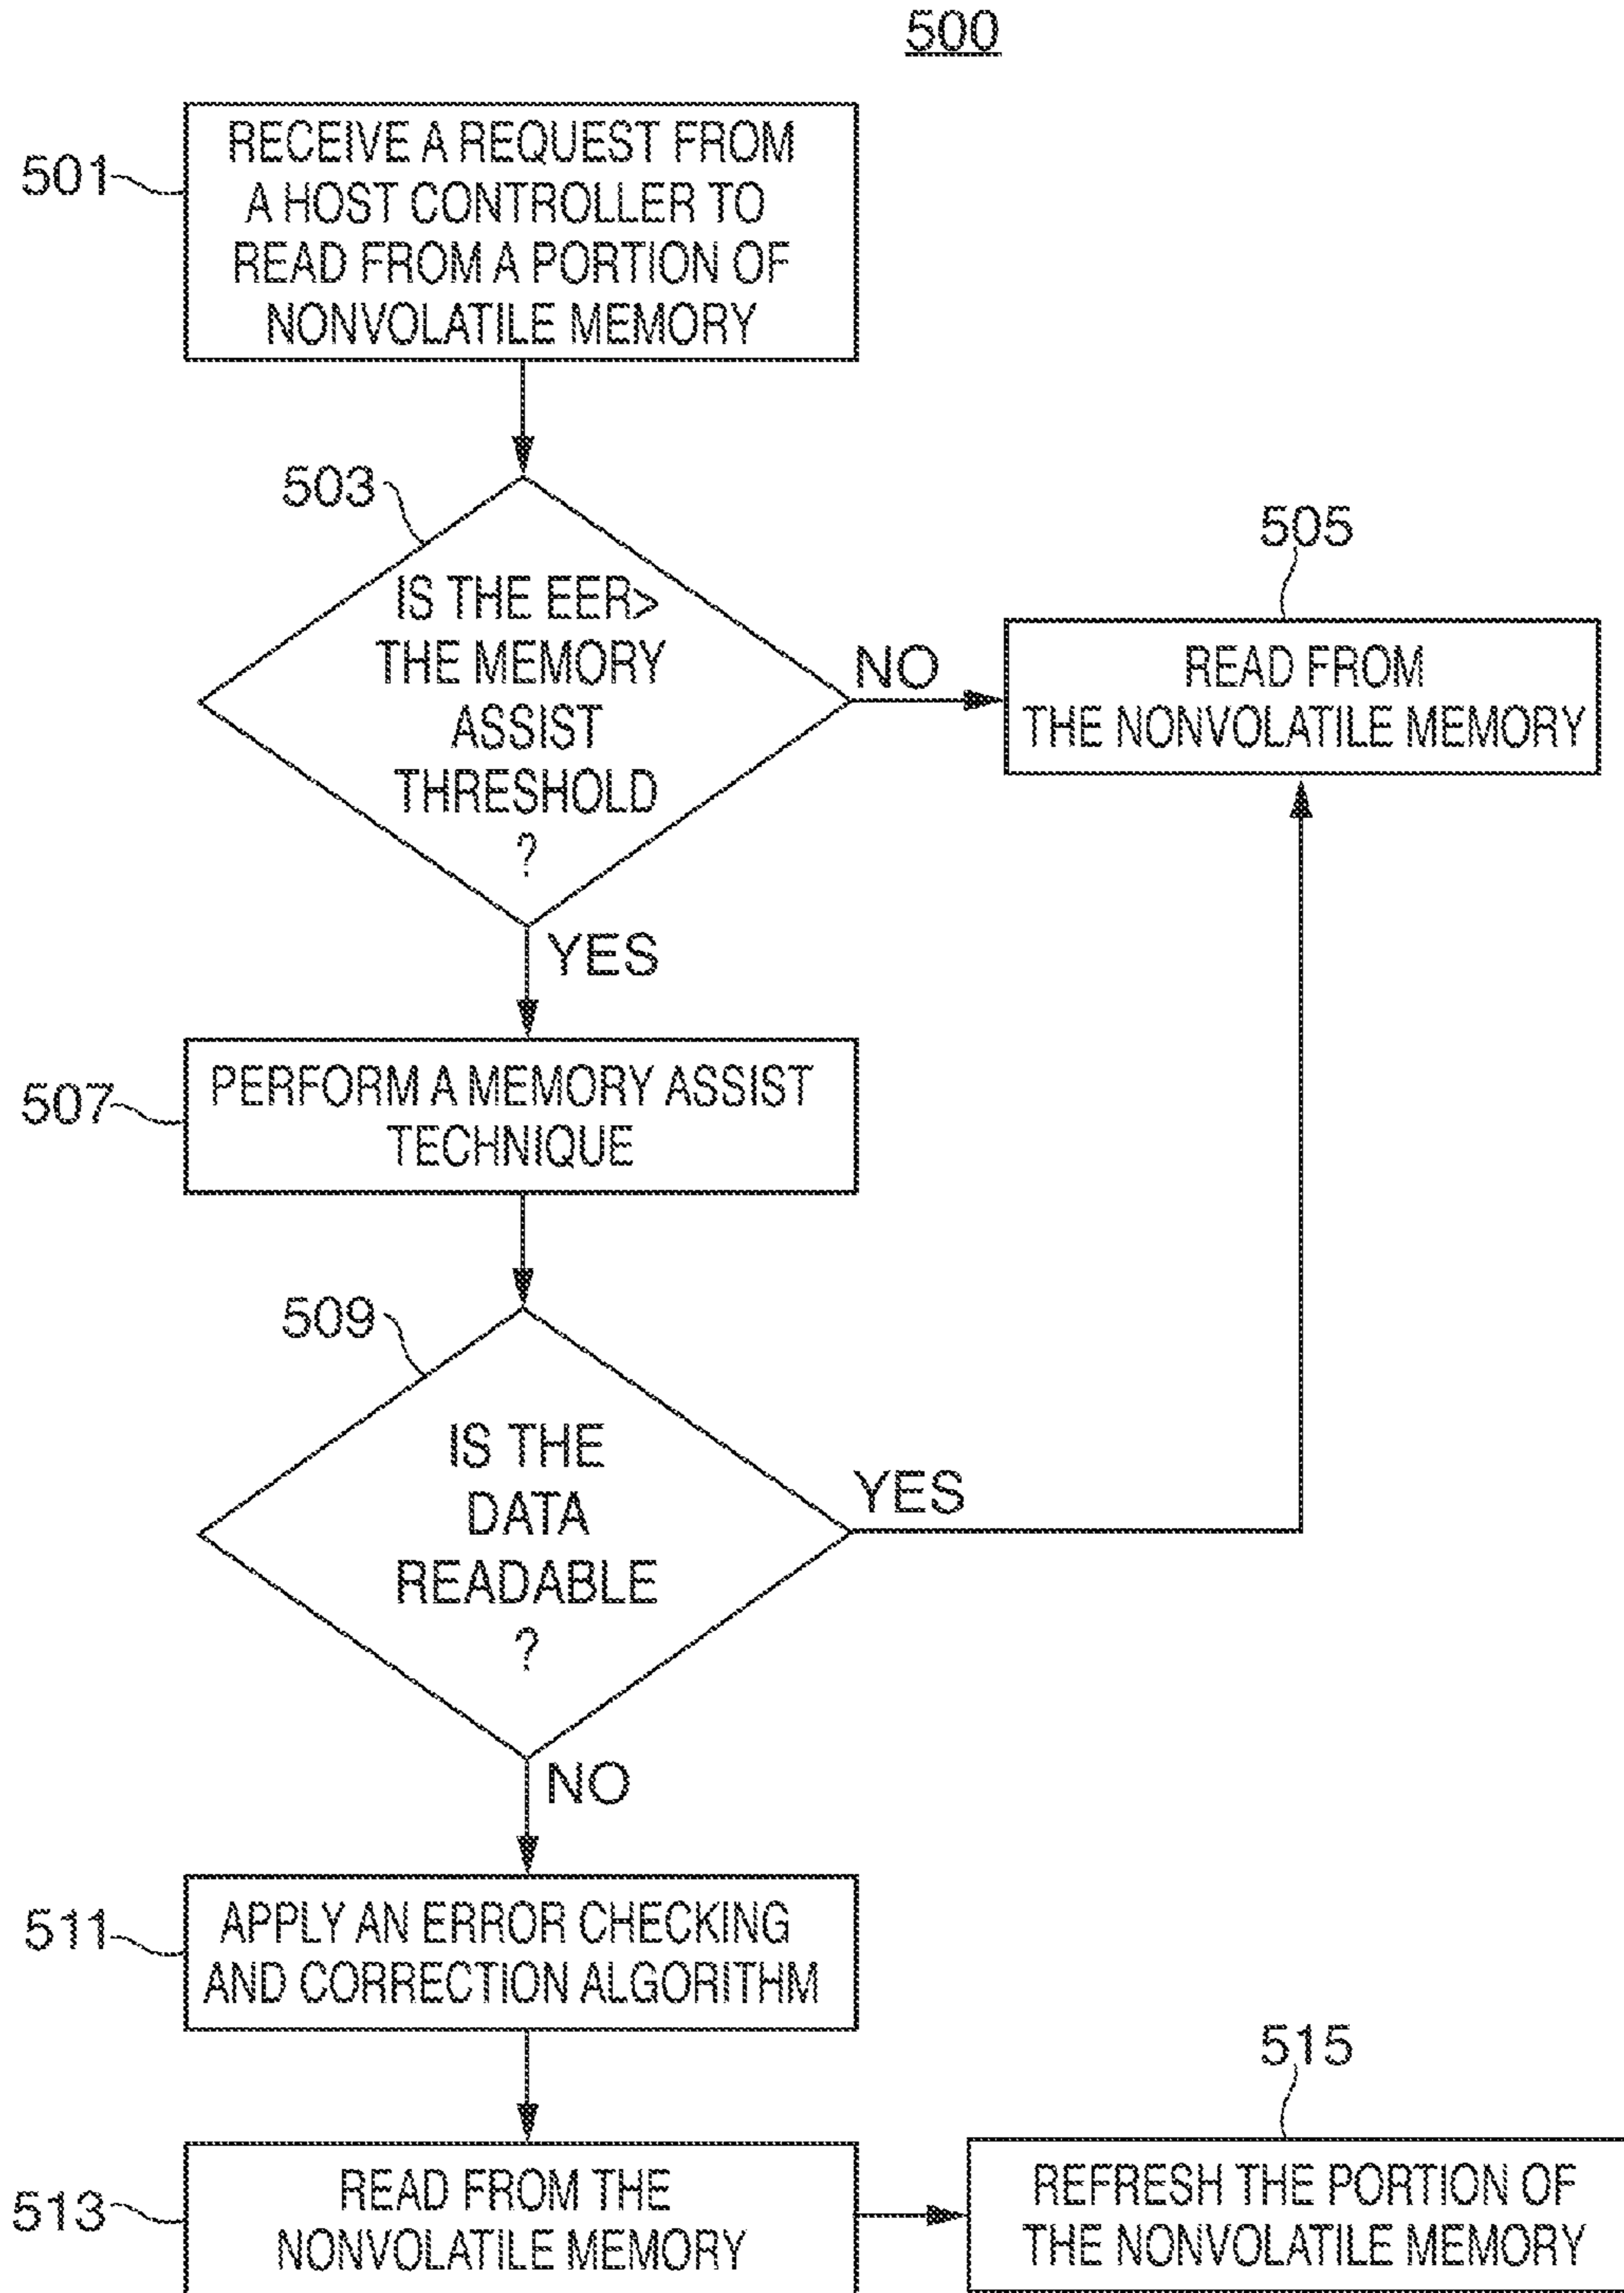 500
501
RECEIVE A REQUEST FROM
A HOST CONTROLLER TO
READ FROM A PORTION OF
NONVOLATILE MEMORY
503
IS THE EER>
THE MEMORY
ASSIST
THRESHOLD
?
NO
505
READ FROM
THE NONVOLATILE MEMORY
YES
507
PERFORM A MEMORY ASSIST
TECHNIQUE
509
IS THE
DATA
READABLE
?
YES
NO
511
APPLY AN ERROR CHECKING
AND CORRECTION ALGORITHM
513
READ FROM THE
NONVOLATILE MEMORY
515
REFRESH THE PORTION OF
THE NONVOLATILE MEMORY